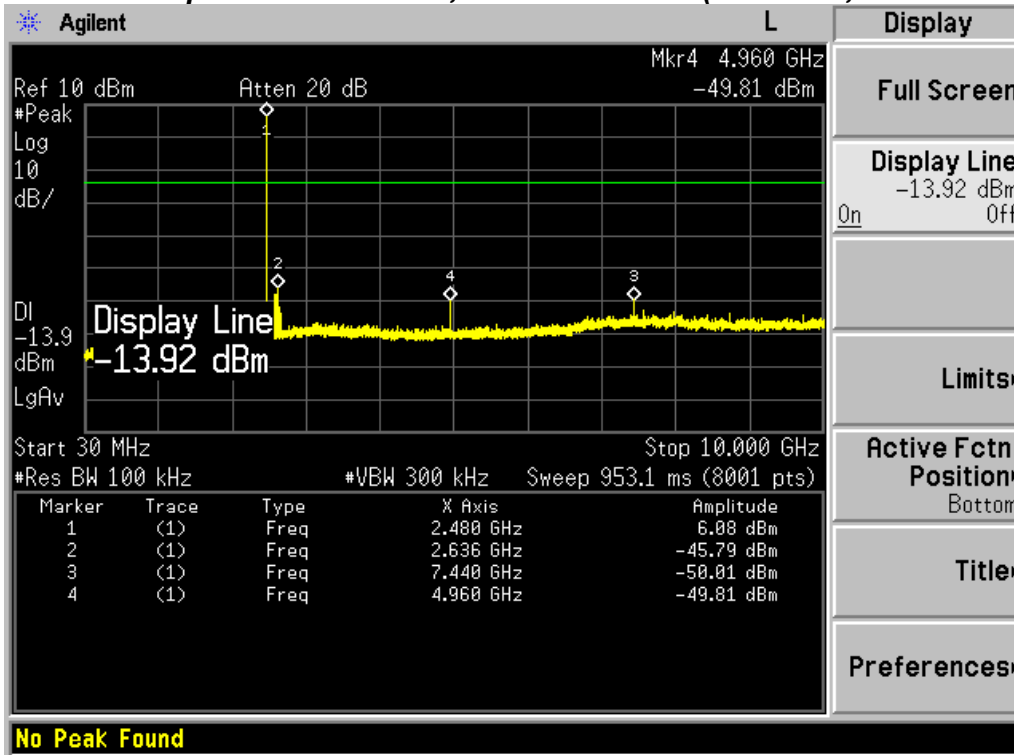 Agilent L
Mkr4 4.960 GHz
Ref 10 dBm Atten 20 dB -49.81 dBm
#Peak
Log
10
dB/
1
2
4
3
DI
-13.9
dBm
LgAv
Display Line
-13.92 dBm
Start 30 MHz Stop 10.000 GHz
#Res BW 100 kHz #VBW 300 kHz Sweep 953.1 ms (8001 pts)
Marker Trace Type X Axis Amplitude
1 (1) Freq 2.480 GHz 6.08 dBm
2 (1) Freq 2.636 GHz -45.79 dBm
3 (1) Freq 7.440 GHz -50.01 dBm
4 (1) Freq 4.960 GHz -49.81 dBm
No Peak Found
Display
Full Screen
Display Line
-13.92 dBm
On Off
Limits
Active Fctn
Position
Bottom
Title
Preferences